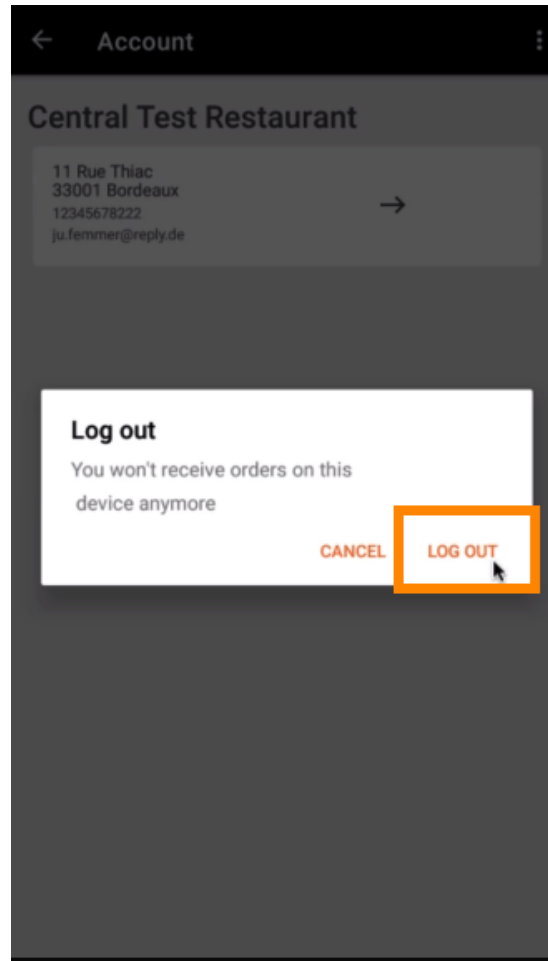 Account
Central Test Restaurant
11 Rue Thiac
33001 Bordeaux
12345678222
ju.femmer@reply.de
Log out
You won't receive orders on this
device anymore
CANCEL LOG OUT